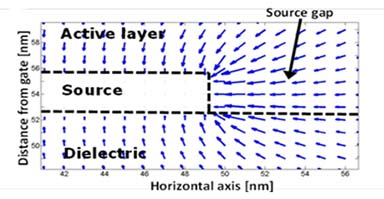 Source gap
Active layer
Source
Dielectric
Distance from gate [nm]
58
56
54
52
50
42
44
46
48
50
52
54
56
Horizontal axis [nm]